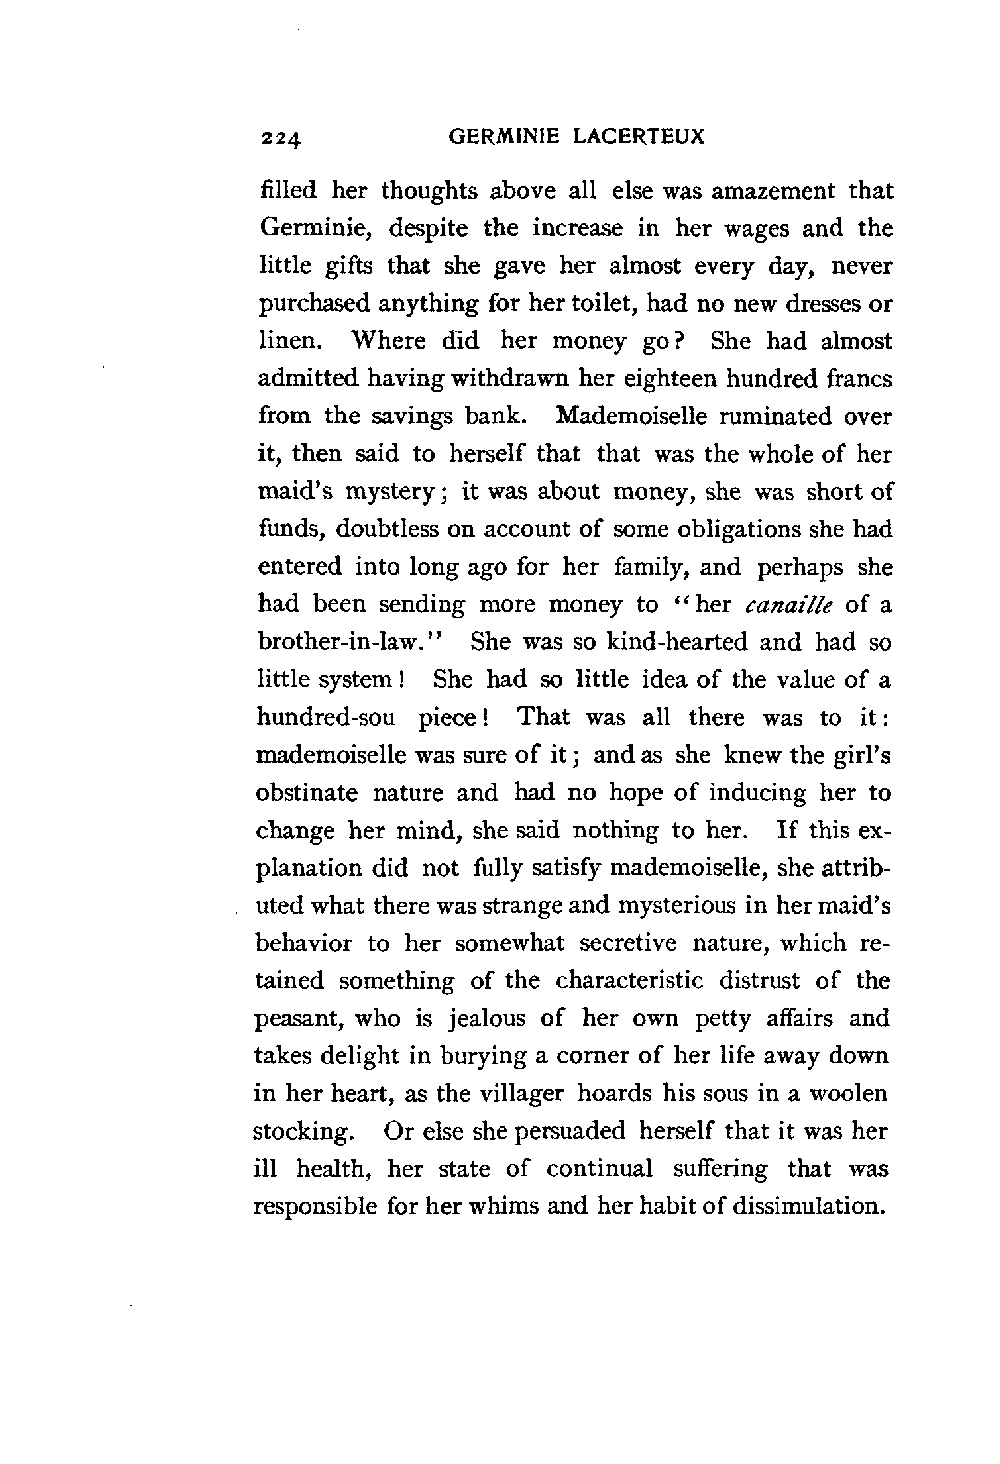 224 GERMINIE LACERTEUX
filled her thoughts above all else was amazement that
Germinie, despite the increase in her wages and the
little gifts that she gave her almost every day, never
purchased anything for her toilet, had no new dresses or
linen. Where did her money go? She had almost
admitted having withdrawn her eighteen hundred francs
from the savings bank. Mademoiselle ruminated over
it, then said to herself that that was the whole of her
maid's mystery; it was about money, she was short of
funds, doubtless on account of some obligations she had
entered into long ago for her family, and perhaps she
had been sending more money to "her canaille of a
brother-in-law." She was so kind-hearted and had so
little system! She had so little idea of the value of a
hundred-sou piece! That was all there was to it:
mademoiselle was sure of it; and as she knew the girl's
obstinate nature and had no hope of inducing her to
change her mind, she said nothing to her. If this ex-
planation did not fully satisfy mademoiselle, she attrib-
uted what there was strange and mysterious in her maid's
behavior to her somewhat secretive nature, which re-
tained something of the characteristic distrust of the
peasant, who is jealous of her own petty affairs and
takes delight in burying a corner of her life away down
in her heart, as the villager hoards his sous in a woolen
stocking. Or else she persuaded herself that it was her
ill health, her state of continual suffering that was
responsible for her whims and her habit of dissimulation.